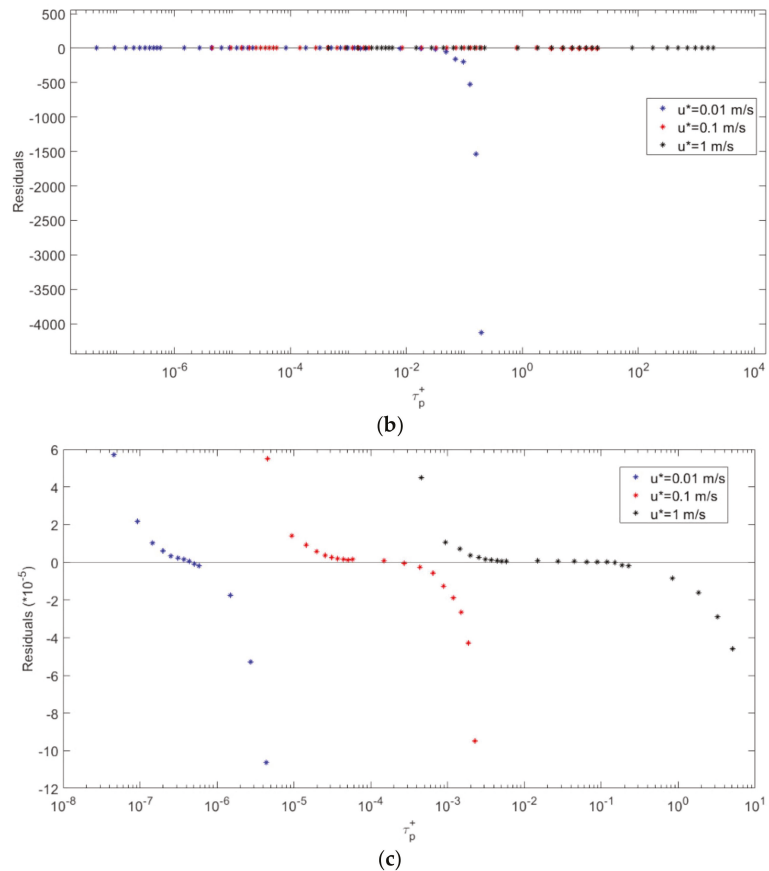 500
0
-500
-1000
-1500
-2000
-2500
-3000
-3500
-4000
Residuals
u*=0.01 m/s
u*=0.1 m/s
u*=1 m/s
10^-6 10^-4 10^-2 10^0 10^2 10^4
τ_p^+
(b)
6
4
2
0
-2
-4
-6
-8
-10
-12
Residuals (*10^-5)
u*=0.01 m/s
u*=0.1 m/s
u*=1 m/s
10^-8 10^-7 10^-6 10^-5 10^-4 10^-3 10^-2 10^-1 10^0 10^1
τ_p^+
(c)